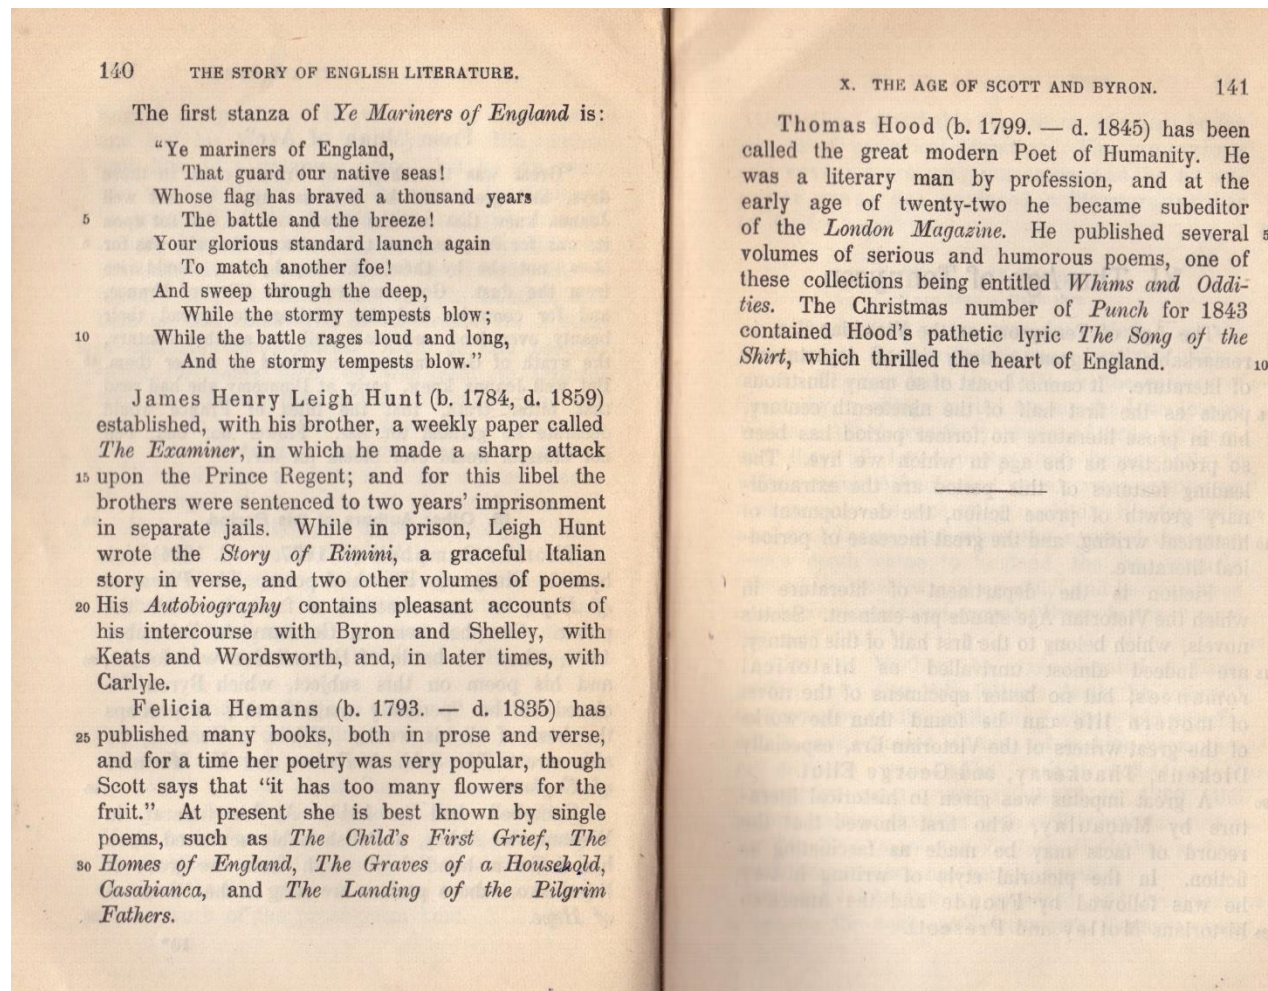 140 THE STORY OF ENGLISH LITERATURE.
The first stanza of Ye Mariners of England is:
“Ye mariners of England,
That guard our native seas!
Whose flag has braved a thousand years
5 The battle and the breeze!
Your glorious standard launch again
To match another foe!
And sweep through the deep,
While the stormy tempests blow;
10 While the battle rages loud and long,
And the stormy tempests blow.”
James Henry Leigh Hunt (b. 1784, d. 1859)
established, with his brother, a weekly paper called
The Examiner, in which he made a sharp attack
15 upon the Prince Regent; and for this libel the
brothers were sentenced to two years’ imprisonment
in separate jails. While in prison, Leigh Hunt
wrote the Story of Rimini, a graceful Italian
story in verse, and two other volumes of poems.
20 His Autobiography contains pleasant accounts of
his intercourse with Byron and Shelley, with
Keats and Wordsworth, and, in later times, with
Carlyle.
Felicia Hemans (b. 1793. — d. 1835) has
25 published many books, both in prose and verse,
and for a time her poetry was very popular, though
Scott says that “it has too many flowers for the
fruit.” At present she is best known by single
poems, such as The Child’s First Grief, The
30 Homes of England, The Graves of a Household,
Casabianca, and The Landing of the Pilgrim
Fathers.
X. THE AGE OF SCOTT AND BYRON. 141
Thomas Hood (b. 1799. — d. 1845) has been
called the great modern Poet of Humanity. He
was a literary man by profession, and at the
early age of twenty-two he became subeditor
of the London Magazine. He published several 5
volumes of serious and humorous poems, one of
these collections being entitled Whims and Oddi-
ties. The Christmas number of Punch for 1843
contained Hood’s pathetic lyric The Song of the
Shirt, which thrilled the heart of England. 10